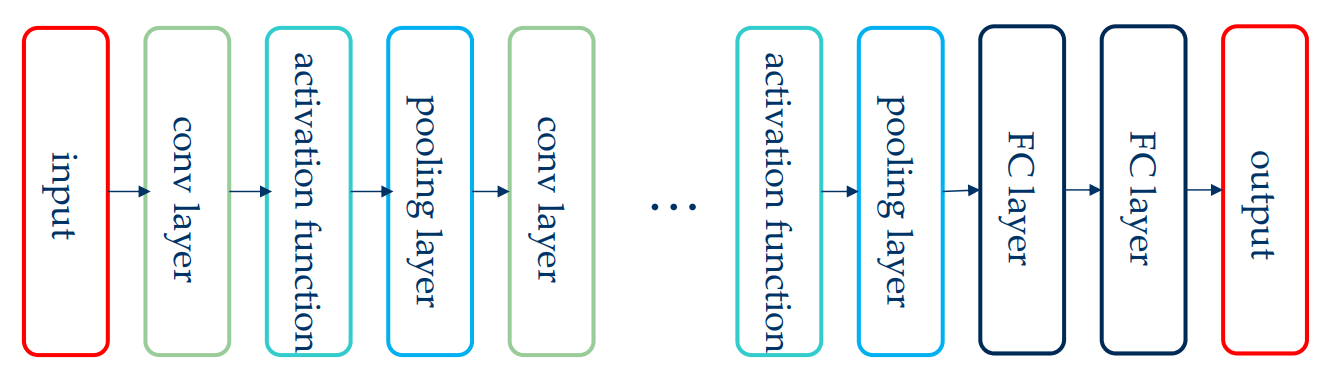 input
conv layer
activation function
pooling layer
conv layer
...
activation function
pooling layer
FC layer
FC layer
output